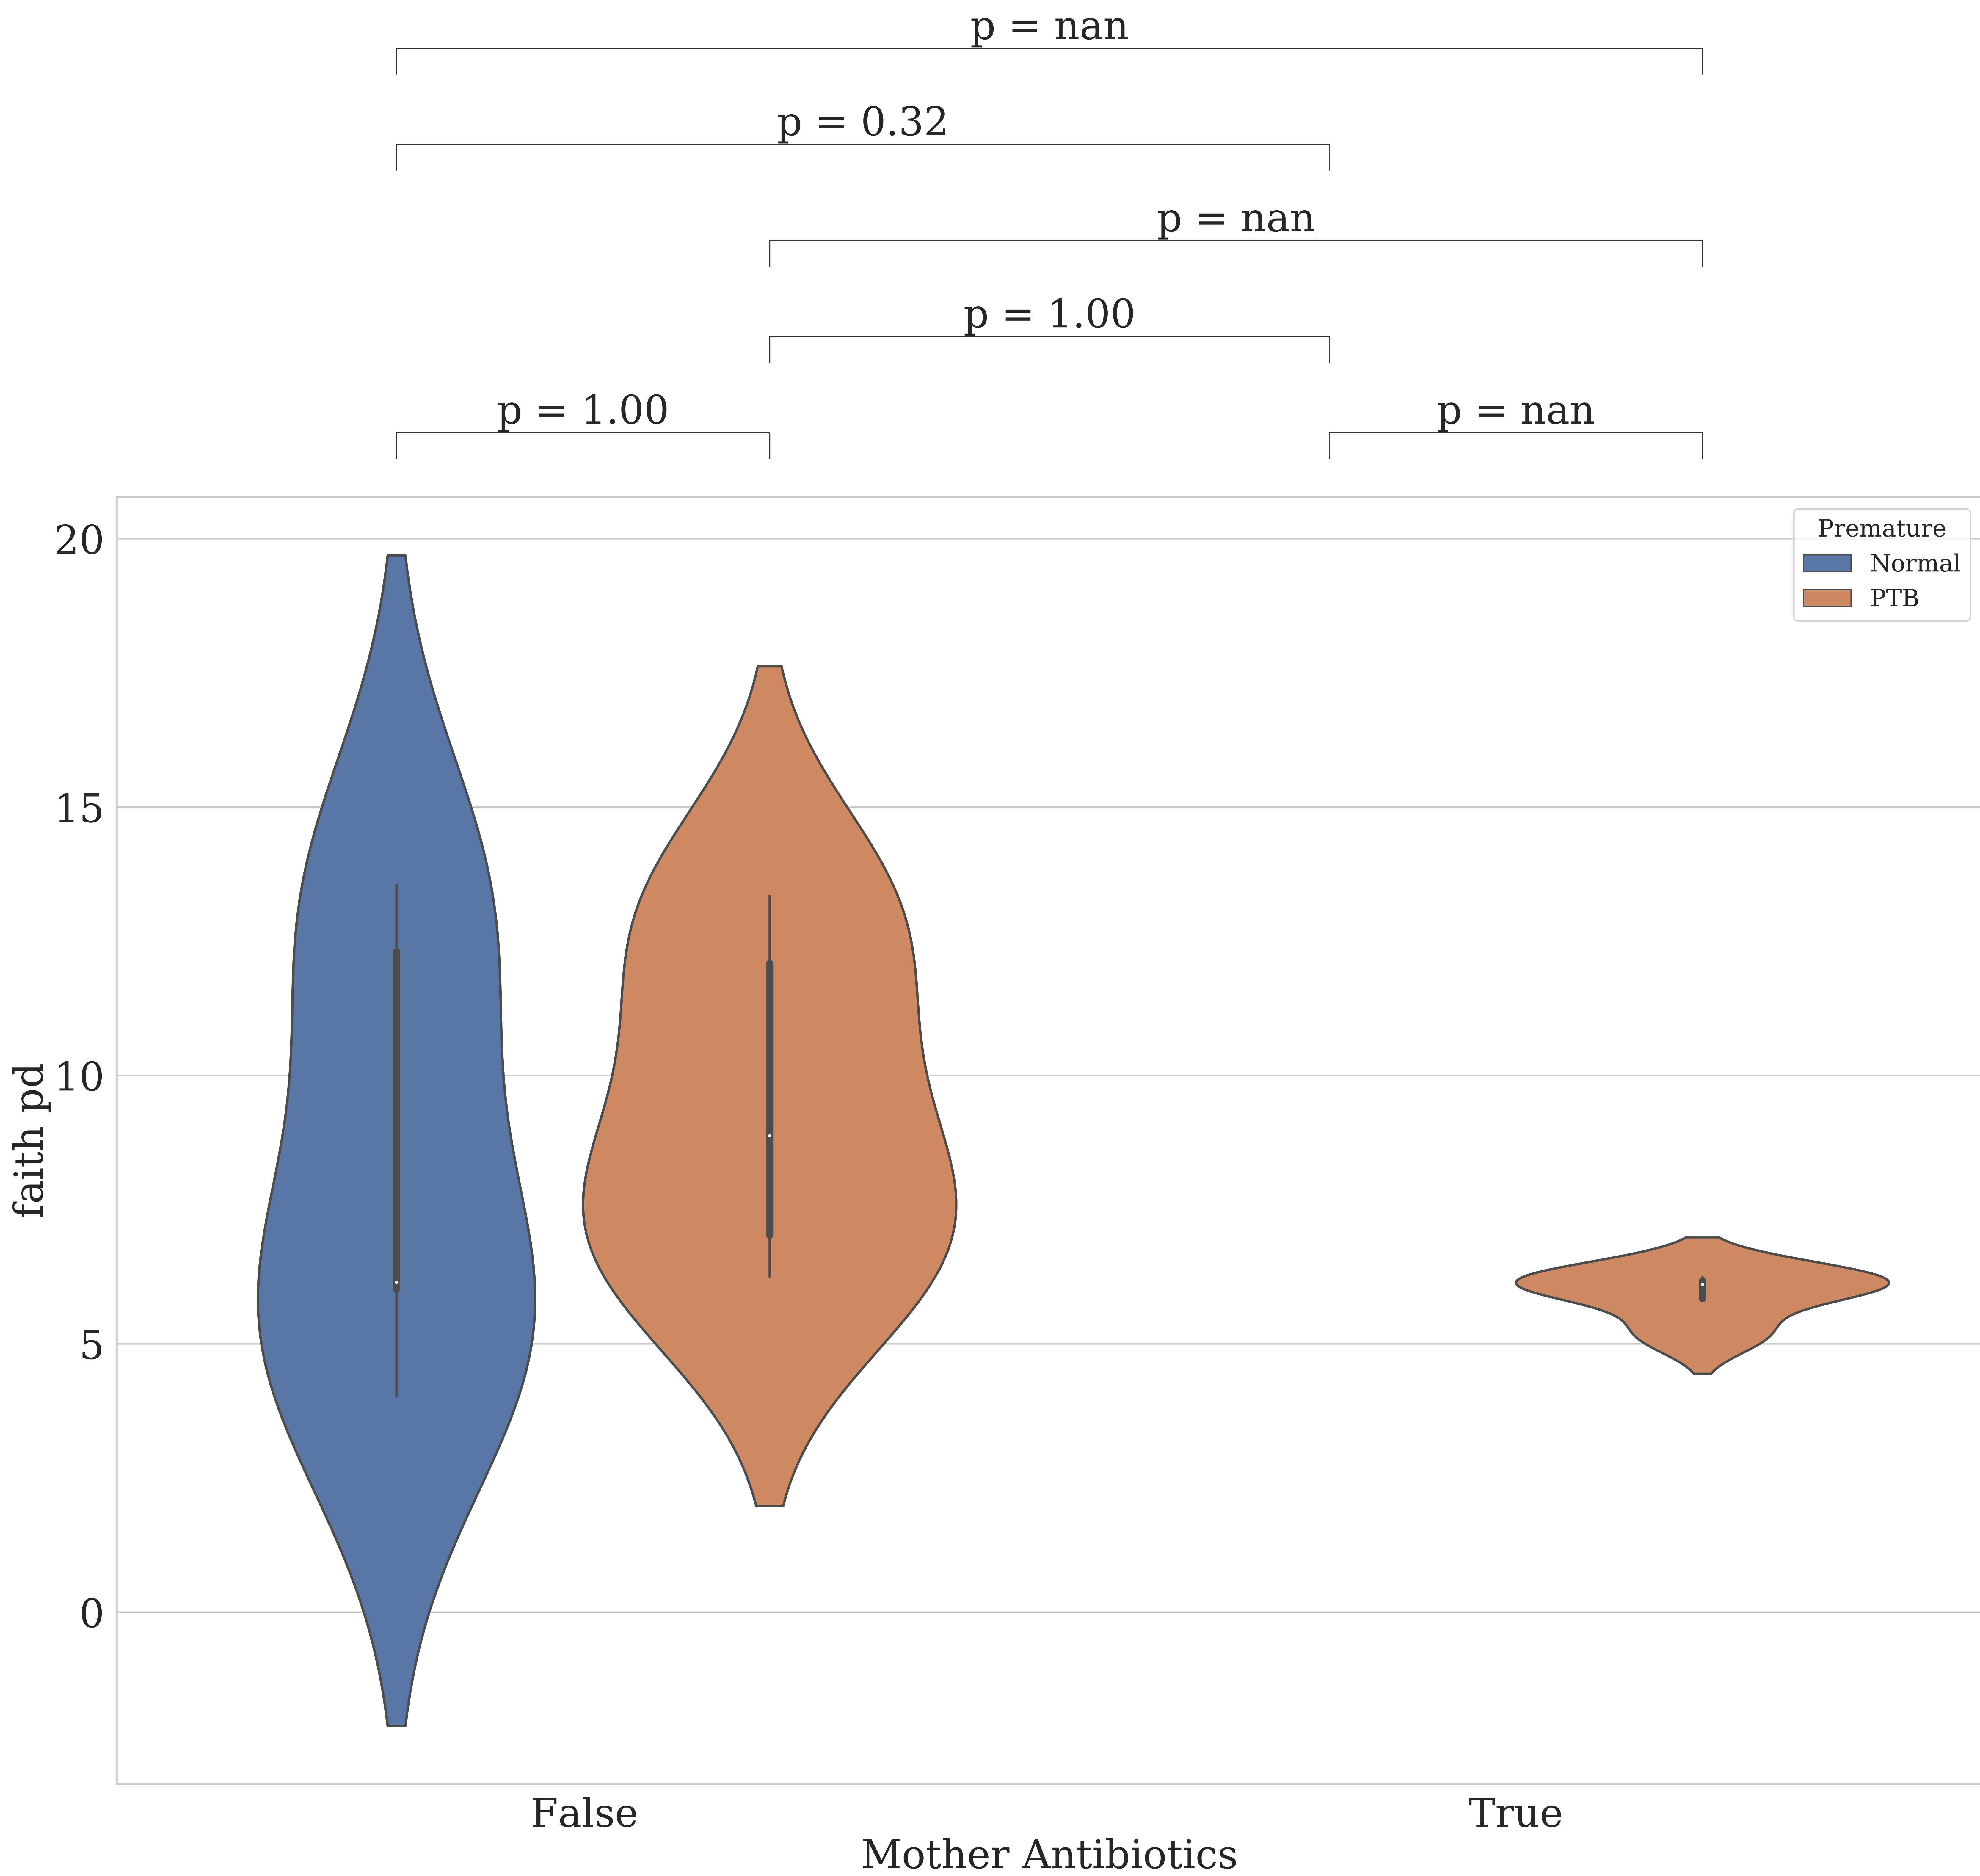 p = nan
p = 0.32
p = nan
p = 1.00
p = 1.00
p = nan
Premature
Normal
PTB
20
15
10
5
0
faith pd
False
True
Mother Antibiotics